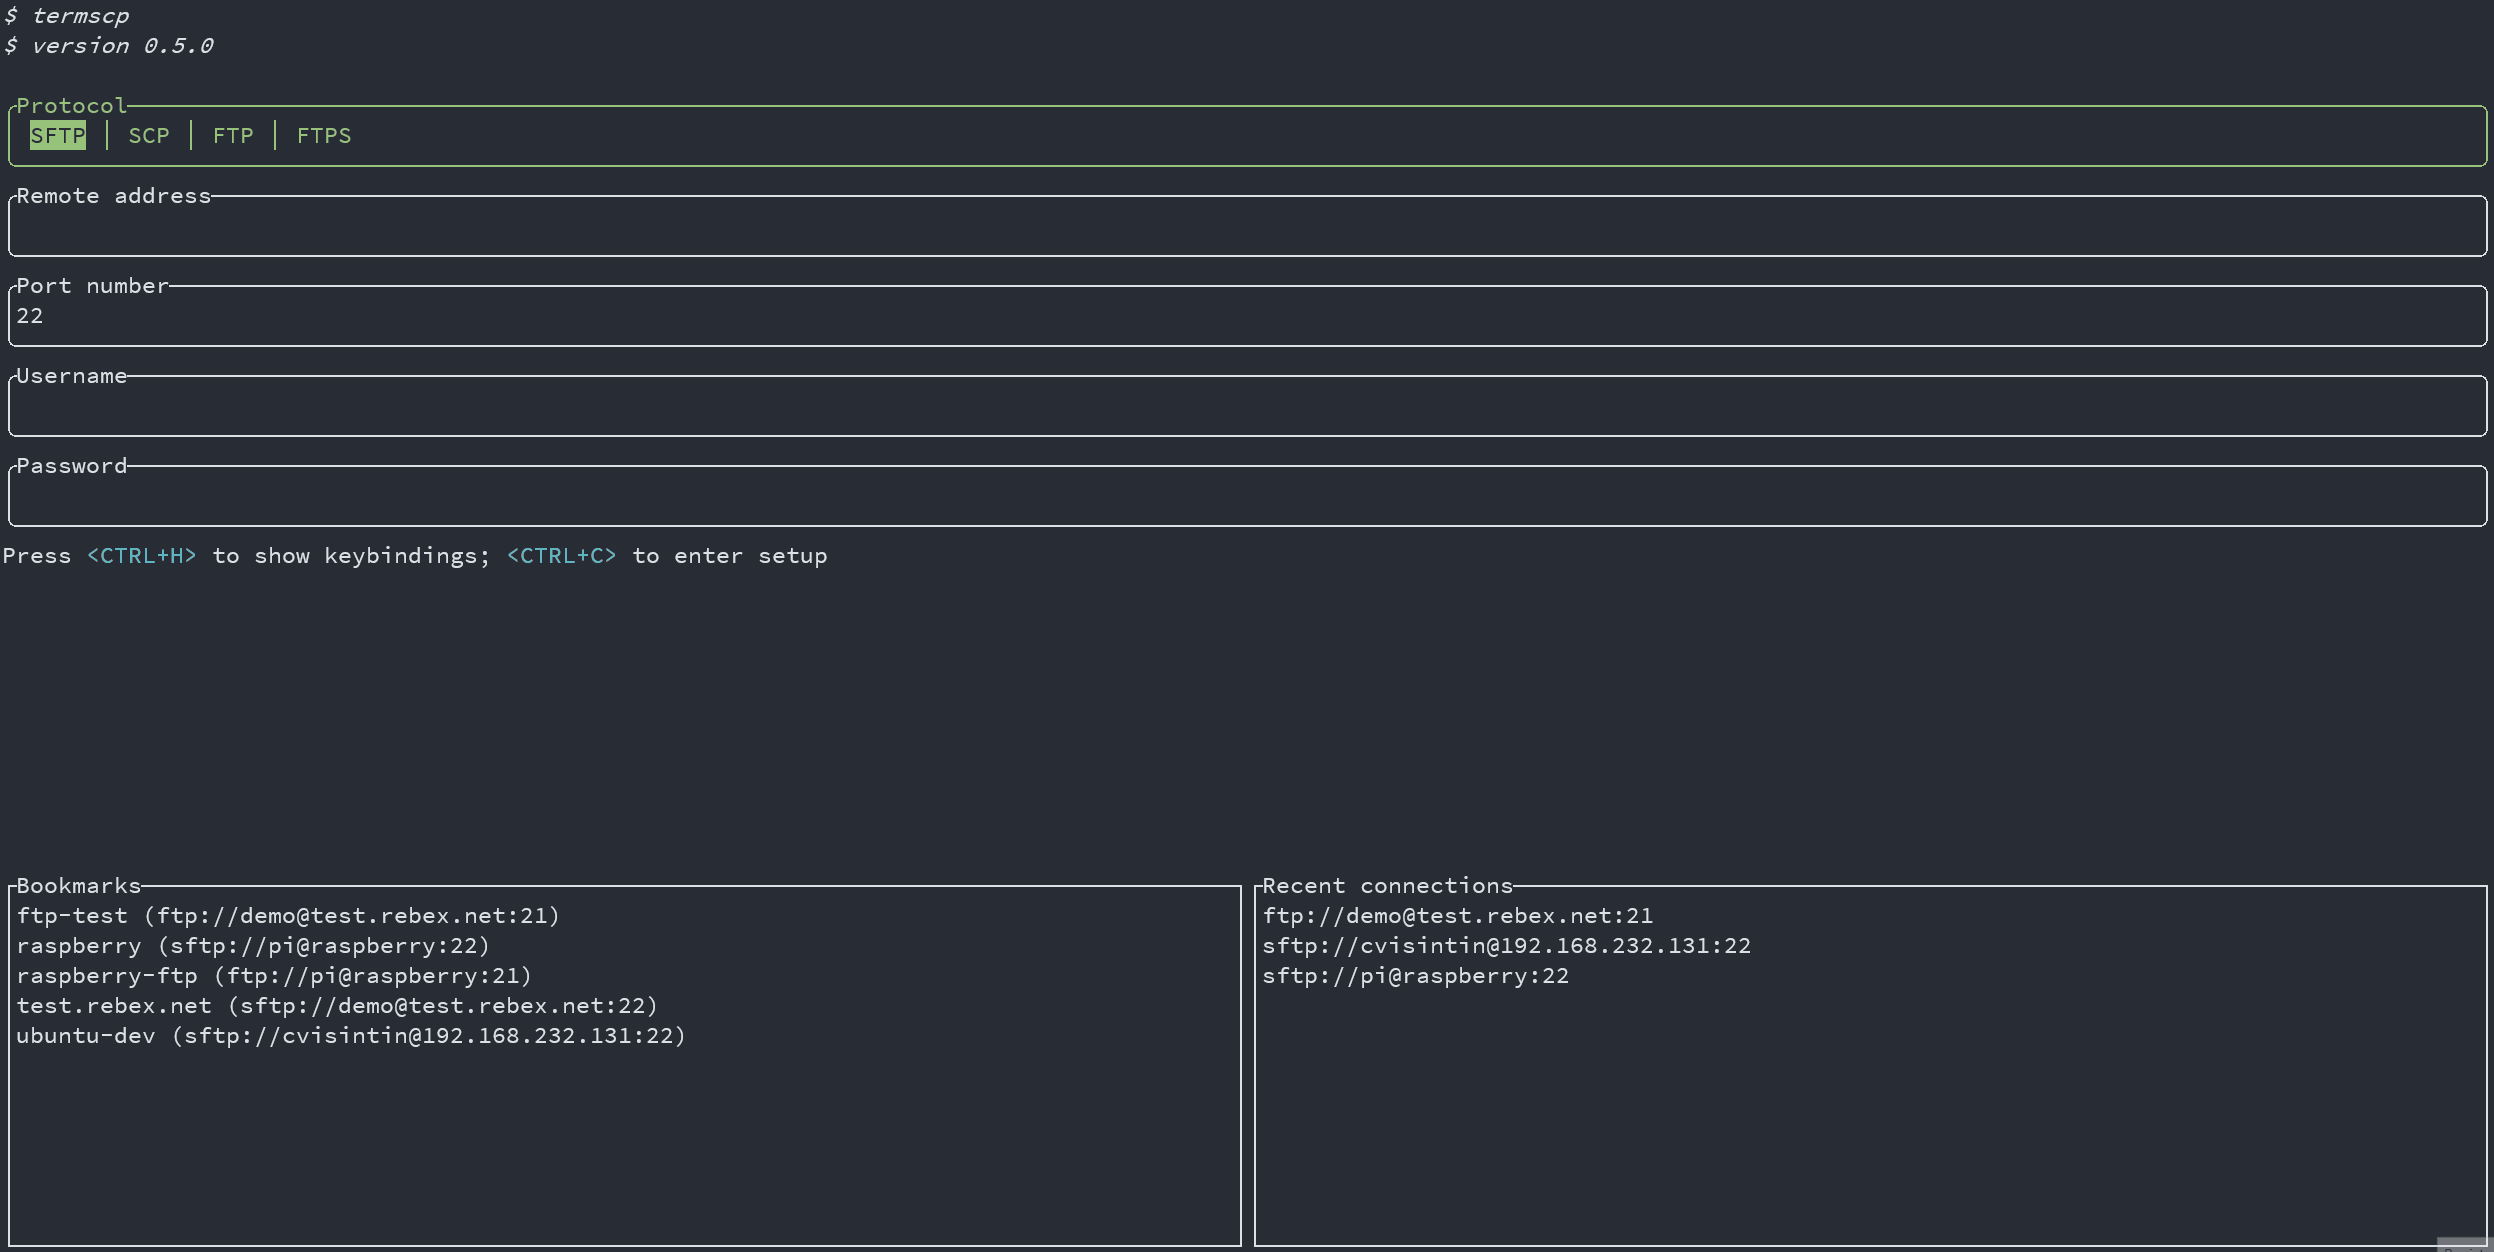 $ termscp
$ version 0.5.0
Protocol
SFTP │ SCP │ FTP │ FTPS
Remote address
Port number
22
Username
Password
Press <CTRL+H> to show keybindings; <CTRL+C> to enter setup
Bookmarks
ftp-test (ftp://demo@test.rebex.net:21)
raspberry (sftp://pi@raspberry:22)
raspberry-ftp (ftp://pi@raspberry:21)
test.rebex.net (sftp://demo@test.rebex.net:22)
ubuntu-dev (sftp://cvisintin@192.168.232.131:22)
Recent connections
ftp://demo@test.rebex.net:21
sftp://cvisintin@192.168.232.131:22
sftp://pi@raspberry:22